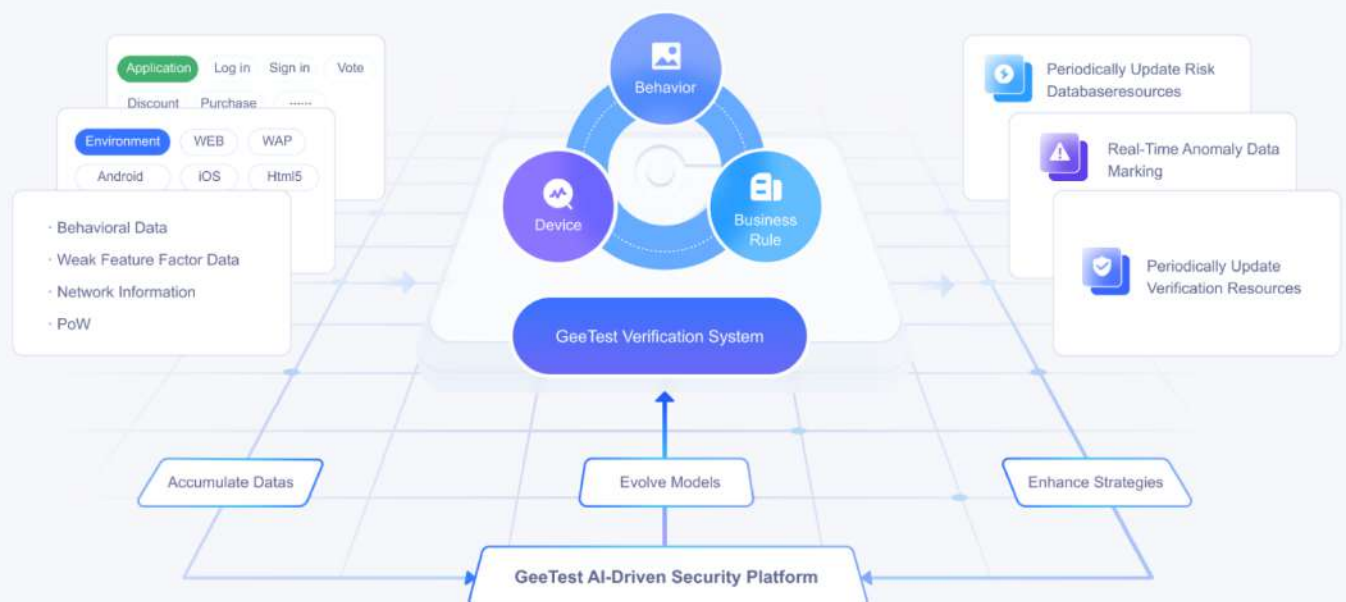 Application Log in Sign in Vote
Discount Purchase ......
Environment WEB WAP
Android iOS Html5
· Behavioral Data
· Weak Feature Factor Data
· Network Information
· PoW
Behavior
Device
Business
Rule
GeeTest Verification System
Periodically Update Risk
Databaseresources
Real-Time Anomaly Data
Marking
Periodically Update
Verification Resources
Accumulate Datas
Evolve Models
Enhance Strategies
GeeTest AI-Driven Security Platform